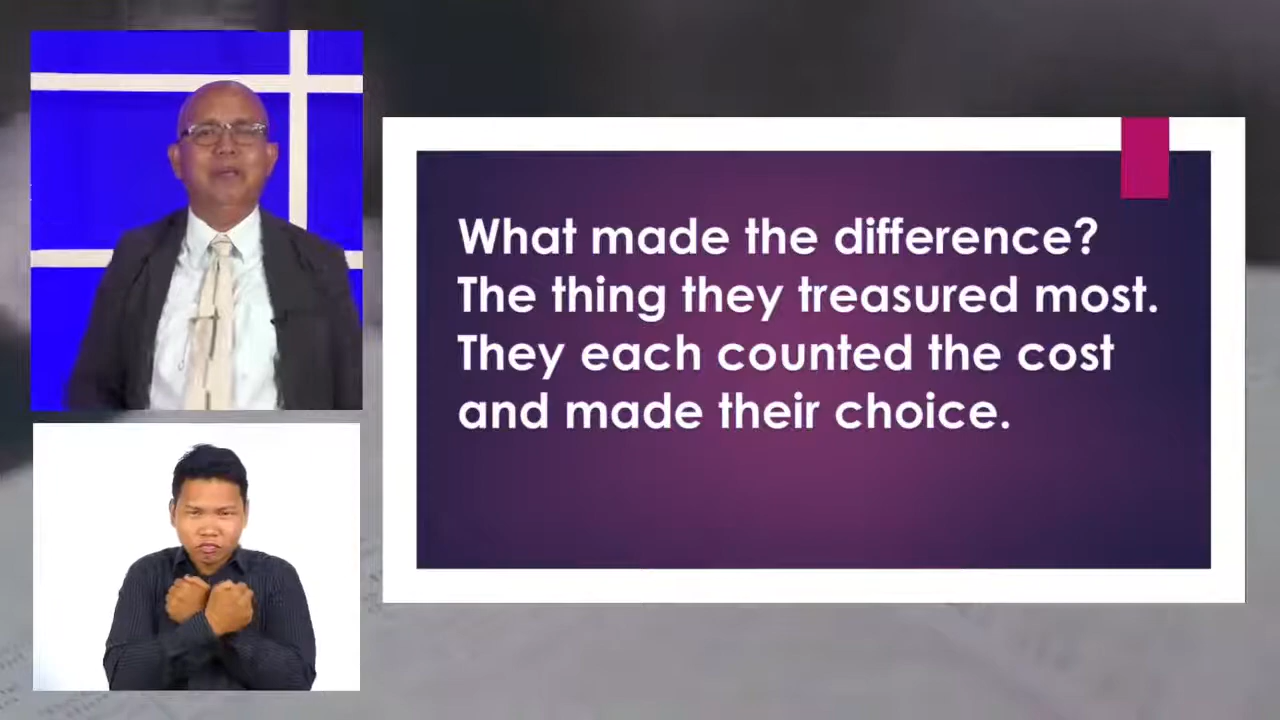 What made the difference?
The thing they treasured most.
They each counted the cost
and made their choice.